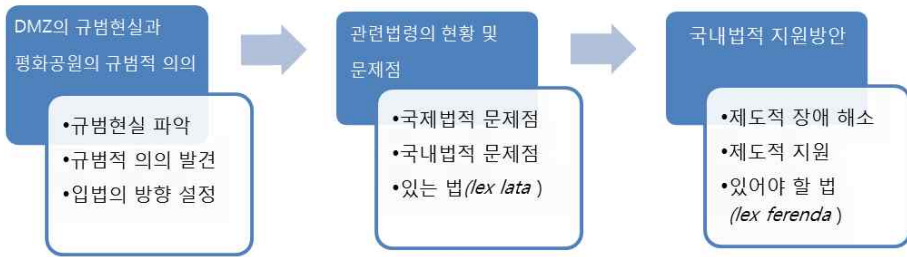 DMZ의 규범현실과
평화공원의 규범적 의의
•규범현실 파악
•규범적 의의 발견
•입법의 방향 설정
관련법령의 현황 및
문제점
•국제법적 문제점
•국내법적 문제점
•있는 법(lex lata )
국내법적 지원방안
•제도적 장애 해소
•제도적 지원
•있어야 할 법
(lex ferenda )